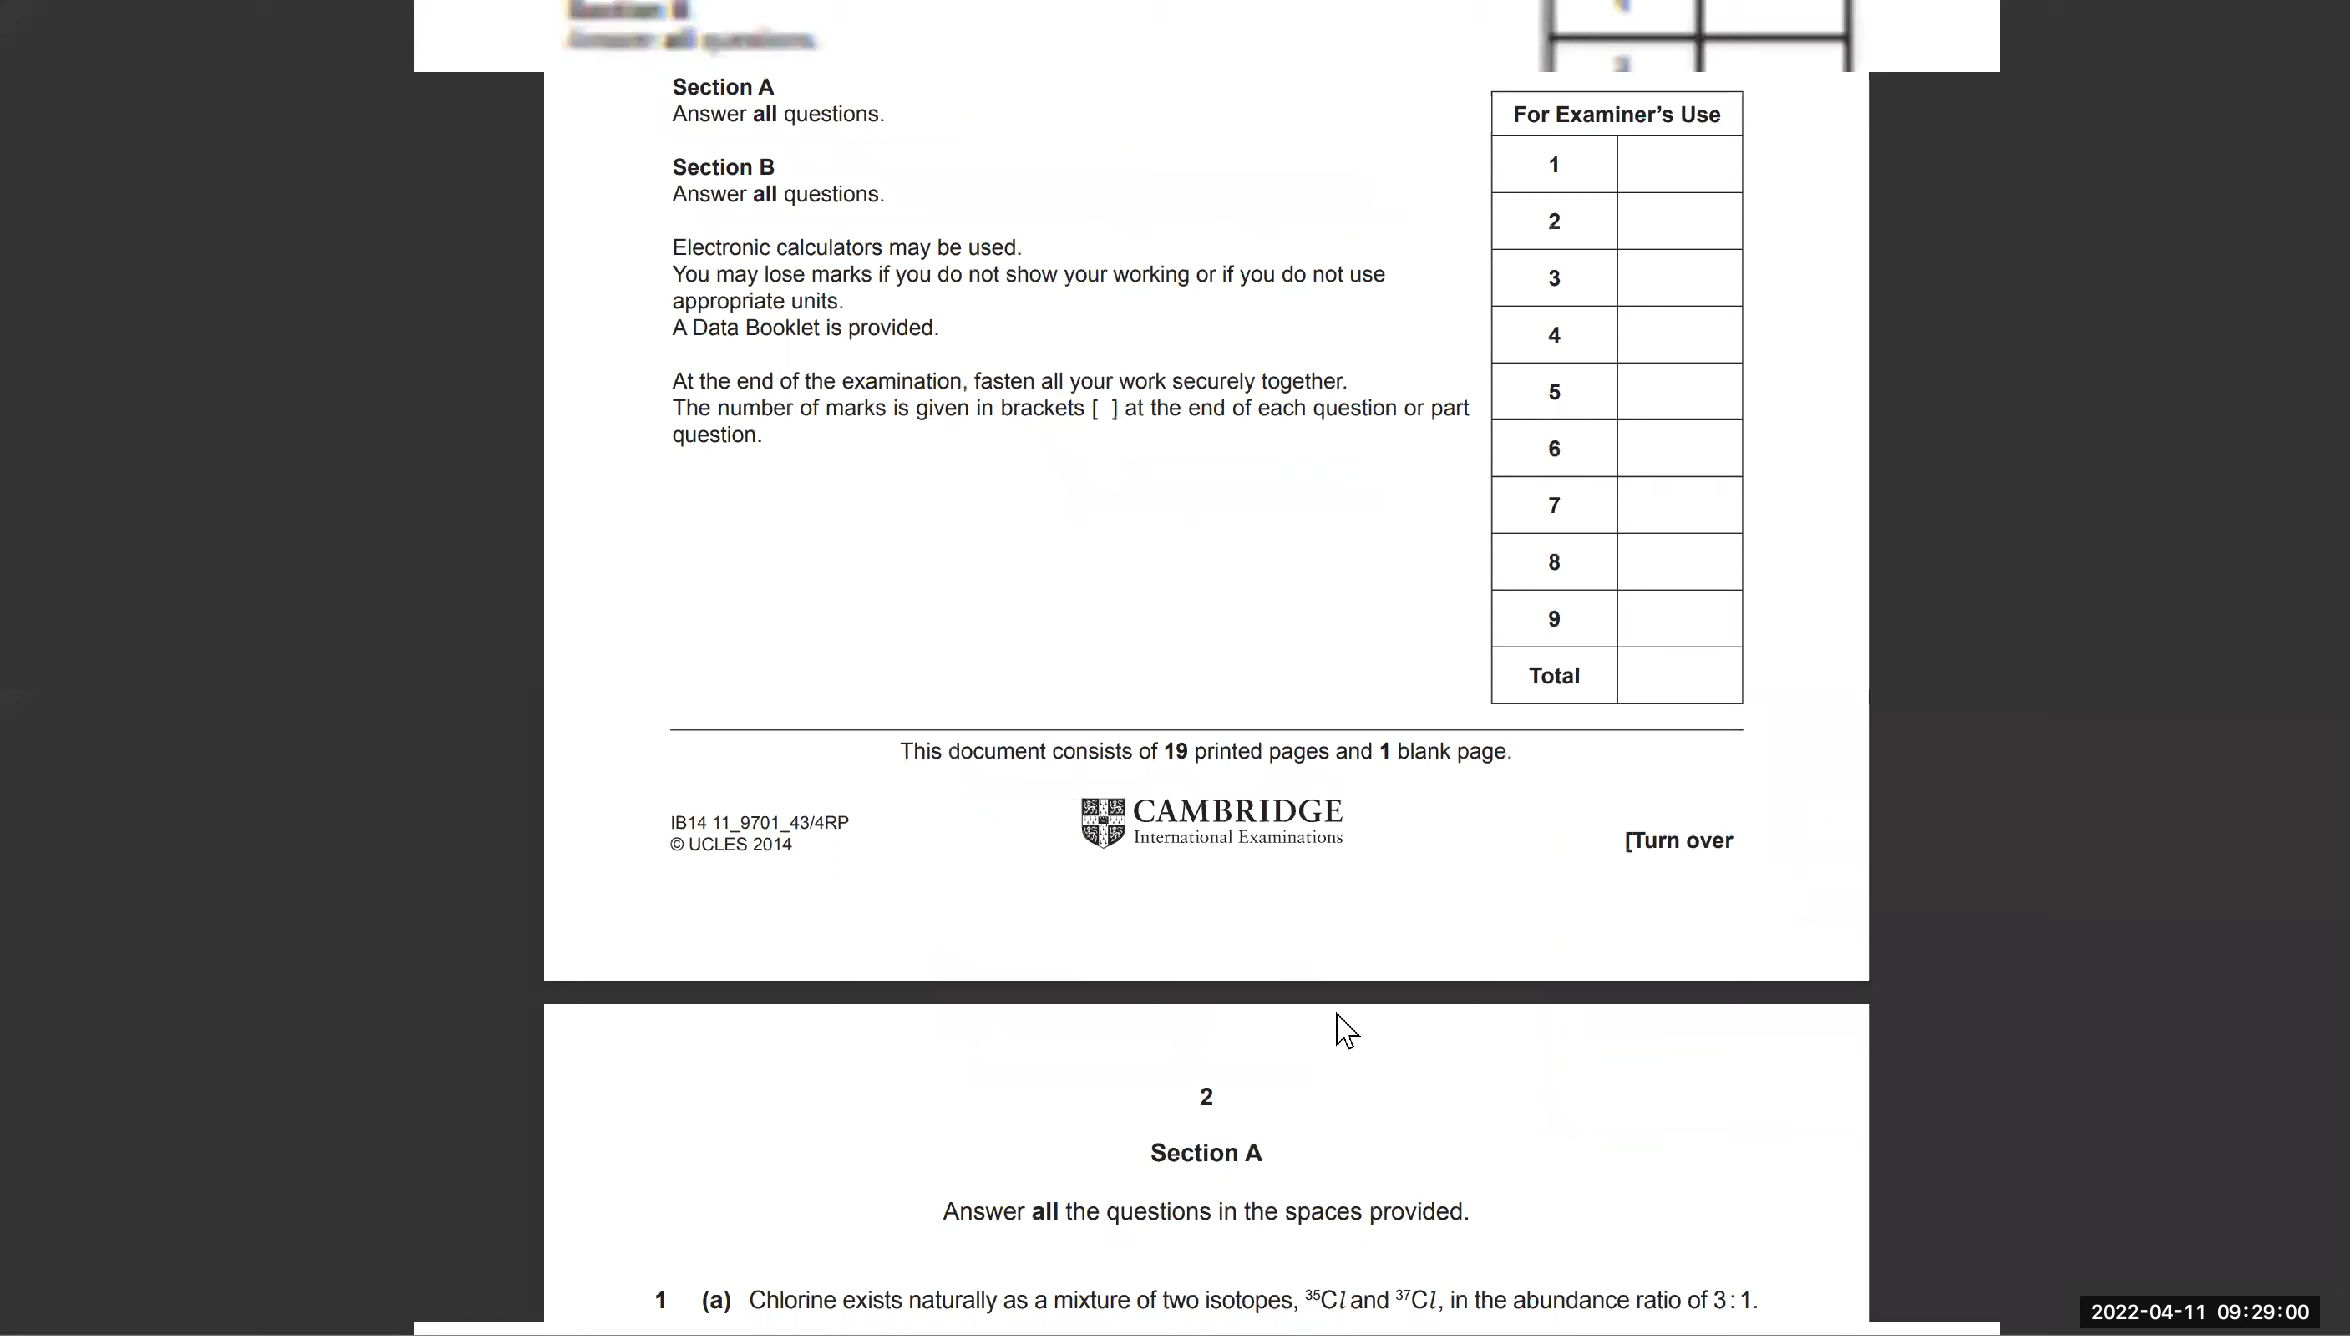 Section B
Answer all questions.
Section A
Answer all questions.
Section B
Answer all questions.
Electronic calculators may be used.
You may lose marks if you do not show your working or if you do not use
appropriate units.
A Data Booklet is provided.
At the end of the examination, fasten all your work securely together.
The number of marks is given in brackets [ ] at the end of each question or part
question.
For Examiner’s Use
1
2
3
4
5
6
7
8
9
Total
This document consists of 19 printed pages and 1 blank page.
IB14 11_9701_43/4RP
© UCLES 2014
CAMBRIDGE
International Examinations
[Turn over
2
Section A
Answer all the questions in the spaces provided.
1 (a) Chlorine exists naturally as a mixture of two isotopes, ³⁵Cl and ³⁷Cl, in the abundance ratio of 3 : 1.
2022-04-11 09:29:00